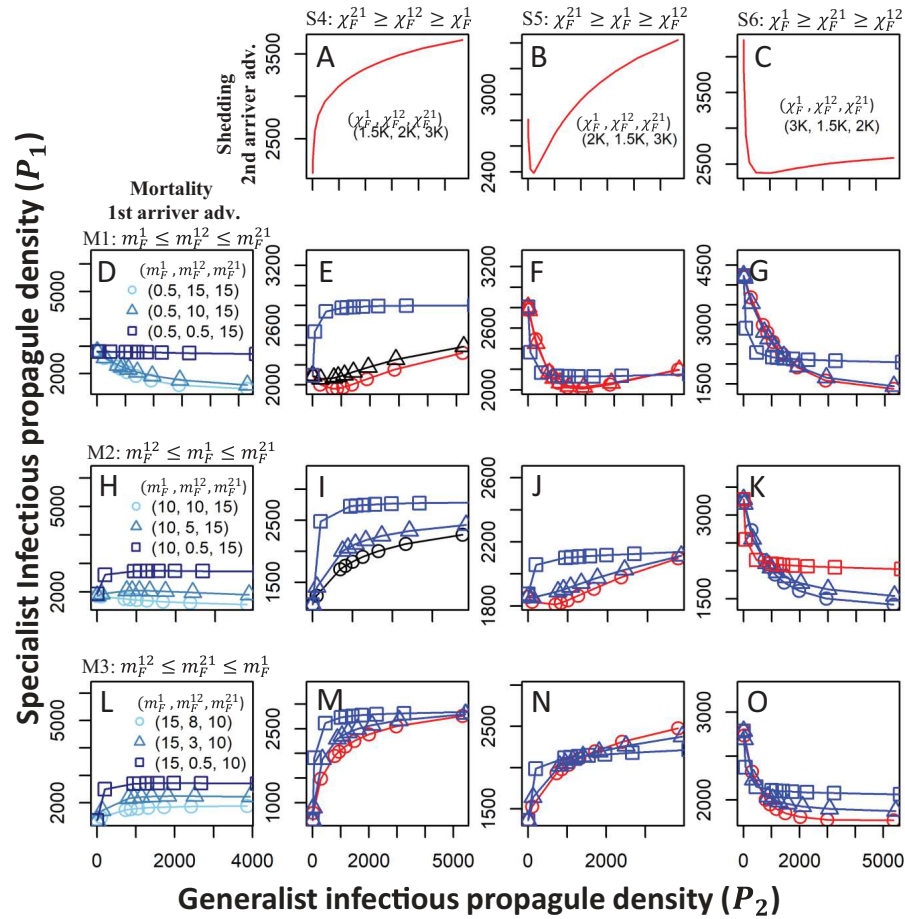 S4: χ_F^21 ≥ χ_F^12 ≥ χ_F^1
S5: χ_F^21 ≥ χ_F^1 ≥ χ_F^12
S6: χ_F^1 ≥ χ_F^21 ≥ χ_F^12
Shedding
2nd arriver adv.
A
3500
2500
(χ_F^1, χ_F^12, χ_F^21)
(1.5K, 2K, 3K)
B
3000
2400
(χ_F^1, χ_F^12, χ_F^21)
(2K, 1.5K, 3K)
C
3500
2500
(χ_F^1, χ_F^12, χ_F^21)
(3K, 1.5K, 2K)
Mortality
1st arriver adv.
M1: m_F^1 ≤ m_F^12 ≤ m_F^21
D
5000
2000
(m_F^1, m_F^12, m_F^21)
(0.5, 15, 15)
(0.5, 10, 15)
(0.5, 0.5, 15)
E
3200
2600
2000
F
3200
2600
2000
G
4500
3000
1500
M2: m_F^12 ≤ m_F^1 ≤ m_F^21
H
5000
2000
(m_F^1, m_F^12, m_F^21)
(10, 10, 15)
(10, 5, 15)
(10, 0.5, 15)
I
2500
1500
J
2600
2200
1800
K
3000
1500
M3: m_F^12 ≤ m_F^21 ≤ m_F^1
L
5000
2000
(m_F^1, m_F^12, m_F^21)
(15, 8, 10)
(15, 3, 10)
(15, 0.5, 10)
M
2500
1000
N
2500
1500
O
3000
2000
0 2000 4000
0 2000 5000
0 2000 4000
0 2000 5000
Specialist Infectious propagule density (P_1)
Generalist infectious propagule density (P_2)